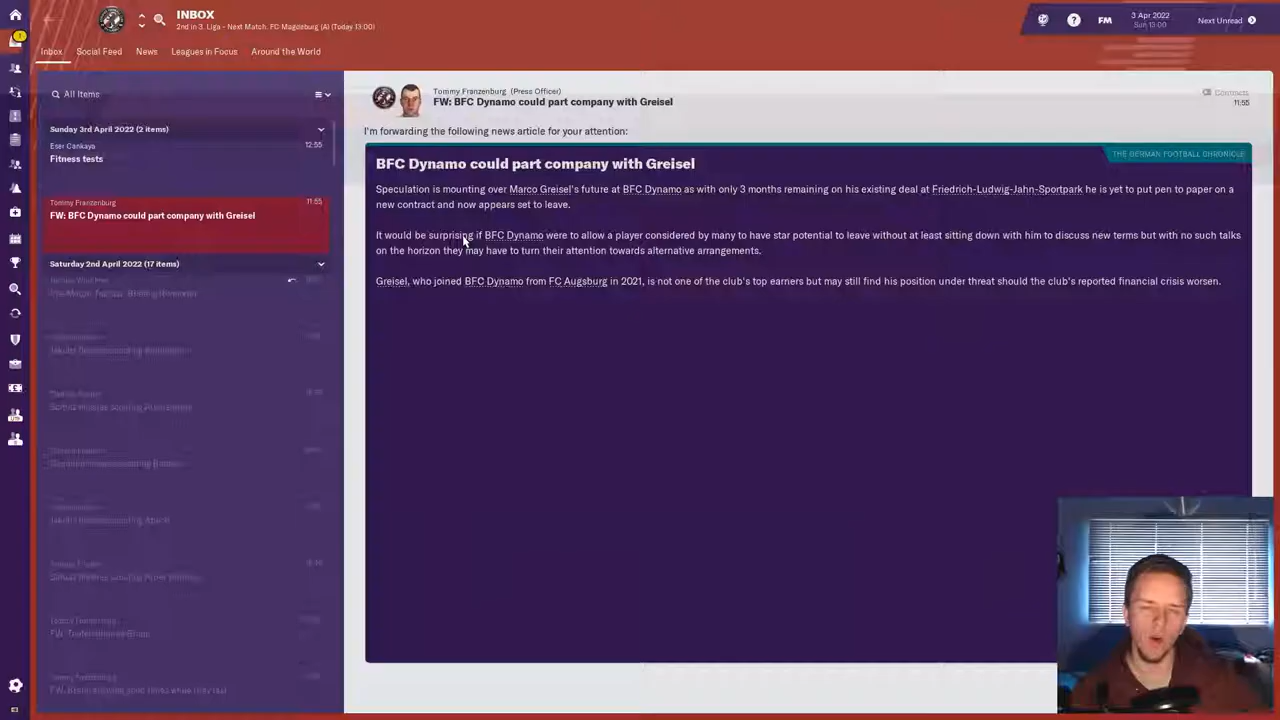 INBOX
2nd in 3. Liga - Next Match: FC Magdeburg (A) (Today 13:00)
FM
3 Apr 2022
Sun 13:00
Next Unread
Inbox
Social Feed
News
Leagues in Focus
Around the World
All Items
Sunday 3rd April 2022 (2 items)
Eser Cankaya
12:55
Fitness tests
Tommy Franzenburg
11:55
FW: BFC Dynamo could part company with Greisel
Saturday 2nd April 2022 (17 items)
Tommy Franzenburg (Press Officer)
FW: BFC Dynamo could part company with Greisel
Comment
11:55
I'm forwarding the following news article for your attention:
THE GERMAN FOOTBALL CHRONICLE
BFC Dynamo could part company with Greisel
Speculation is mounting over Marco Greisel's future at BFC Dynamo as with only 3 months remaining on his existing deal at Friedrich-Ludwig-Jahn-Sportpark he is yet to put pen to paper on a
new contract and now appears set to leave.
It would be surprising if BFC Dynamo were to allow a player considered by many to have star potential to leave without at least sitting down with him to discuss new terms but with no such talks
on the horizon they may have to turn their attention towards alternative arrangements.
Greisel, who joined BFC Dynamo from FC Augsburg in 2021, is not one of the club's top earners but may still find his position under threat should the club's reported financial crisis worsen.